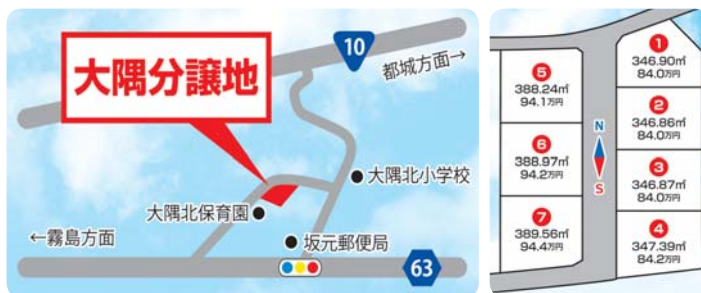 10
都城方面→
大隅分譲地
大隅北小学校
大隅北保育園
←霧島方面
坂元郵便局
63
5
388.24㎡
94.1万円
6
388.97㎡
94.2万円
7
389.56㎡
94.4万円
N
S
1
346.90㎡
84.0万円
2
346.86㎡
84.0万円
3
346.87㎡
84.0万円
4
347.39㎡
84.2万円